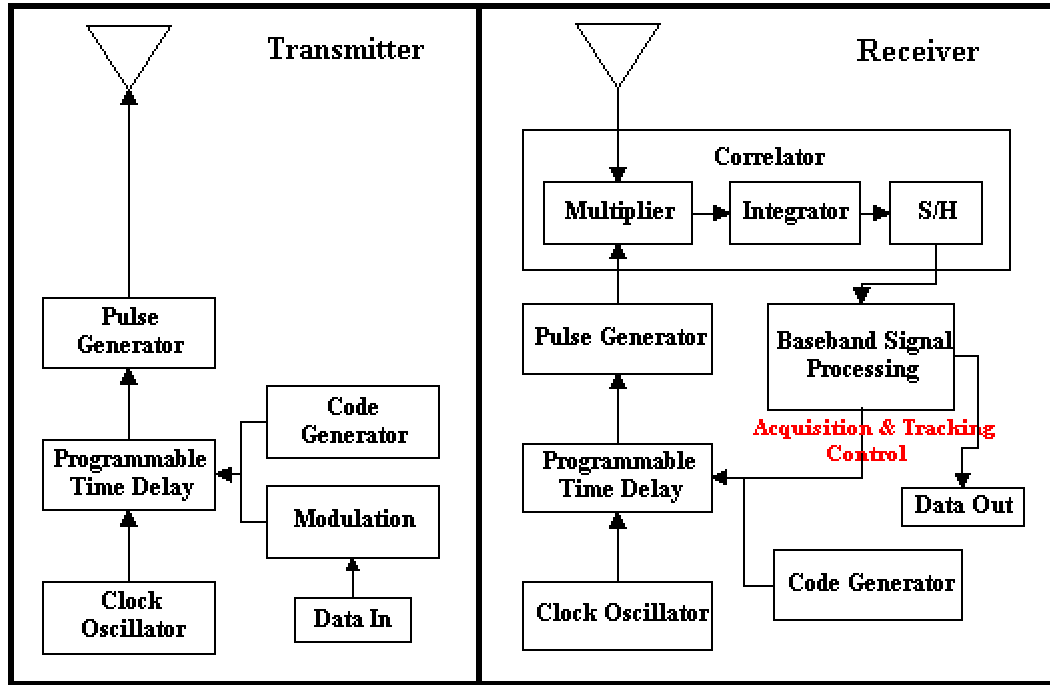 Transmitter
Pulse
Generator
Code
Generator
Programmable
Time Delay
Modulation
Clock
Oscillator
Data In
Receiver
Correlator
Multiplier
Integrator
S/H
Pulse Generator
Baseband Signal
Processing
Acquisition & Tracking
Control
Programmable
Time Delay
Data Out
Clock Oscillator
Code Generator